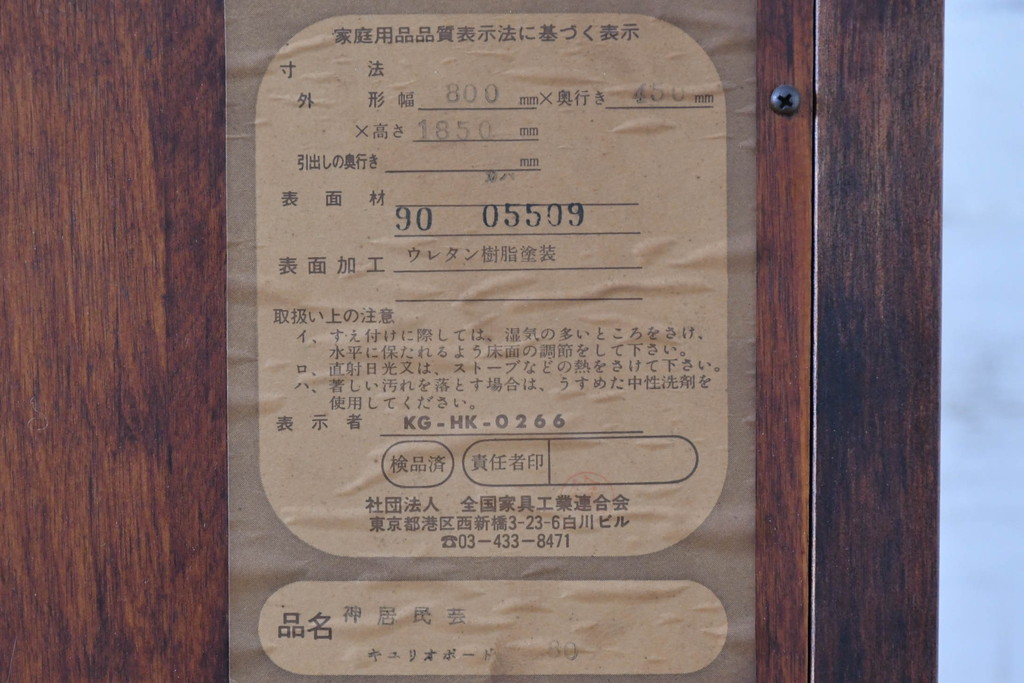 家庭用品品質表示法に基づく表示
寸法
外形 幅 800 mm×奥行き 450 mm
×高さ 1850 mm
引出しの奥行き mm
表面材
90 05509
表面加工 ウレタン樹脂塗装
取扱い上の注意
イ、すえ付けに際しては、湿気の多いところをさけ、
水平に保たれるよう床面の調節をして下さい。
ロ、直射日光又は、ストーブなどの熱をさけて下さい。
ハ、著しい汚れを落とす場合は、うすめた中性洗剤を
使用してください。
表示者 KG-HK-0266
検品済 責任者印
社団法人 全国家具工業連合会
東京都港区西新橋3-23-6白川ビル
☎03-433-8471
品名 神居民芸
キュリオボード 80